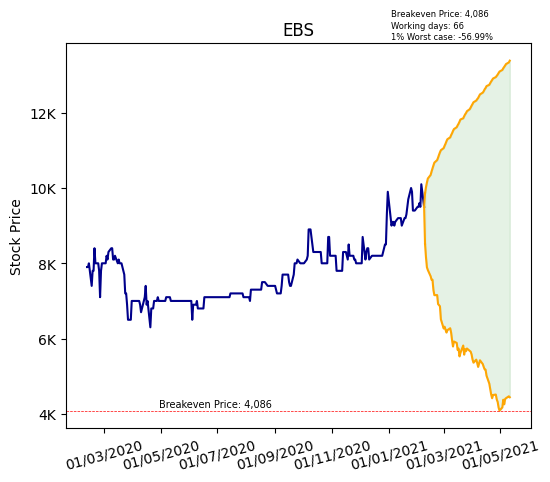 Breakeven Price: 4,086
Working days: 66
1% Worst case: -56.99%
EBS
Stock Price
12K
10K
8K
6K
4K
Breakeven Price: 4,086
01/03/2020
01/05/2020
01/07/2020
01/09/2020
01/11/2020
01/01/2021
01/03/2021
01/05/2021